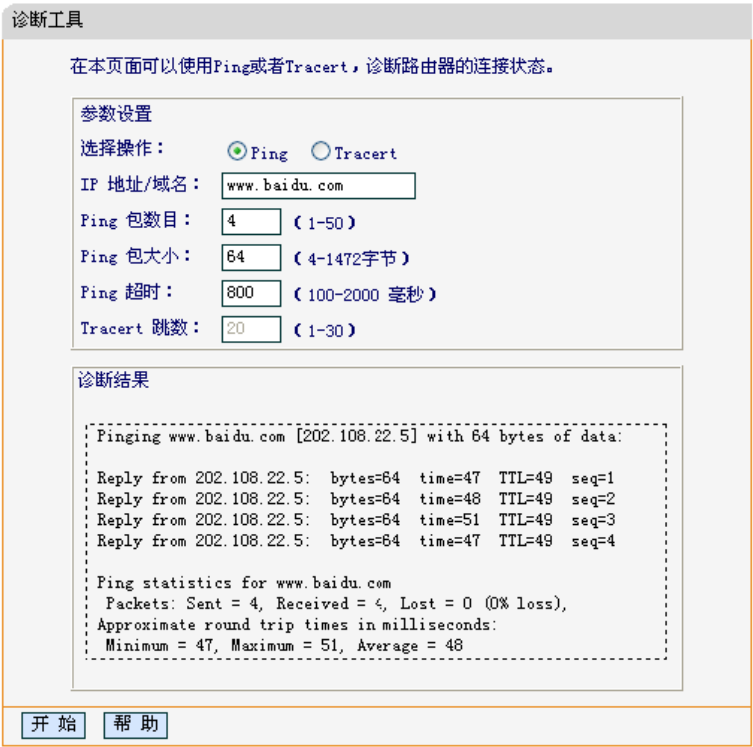 诊断工具
在本页面可以使用Ping或者Tracert，诊断路由器的连接状态。
参数设置
选择操作： Ping Tracert
IP 地址/域名： www.baidu.com
Ping 包数目： 4 （1-50）
Ping 包大小： 64 （4-1472字节）
Ping 超时： 800 （100-2000 毫秒）
Tracert 跳数： 20 （1-30）
诊断结果
Pinging www.baidu.com [202.108.22.5] with 64 bytes of data:
Reply from 202.108.22.5: bytes=64 time=47 TTL=49 seq=1
Reply from 202.108.22.5: bytes=64 time=48 TTL=49 seq=2
Reply from 202.108.22.5: bytes=64 time=51 TTL=49 seq=3
Reply from 202.108.22.5: bytes=64 time=47 TTL=49 seq=4
Ping statistics for www.baidu.com
Packets: Sent = 4, Received = 4, Lost = 0 (0% loss),
Approximate round trip times in milliseconds:
Minimum = 47, Maximum = 51, Average = 48
开 始 帮 助